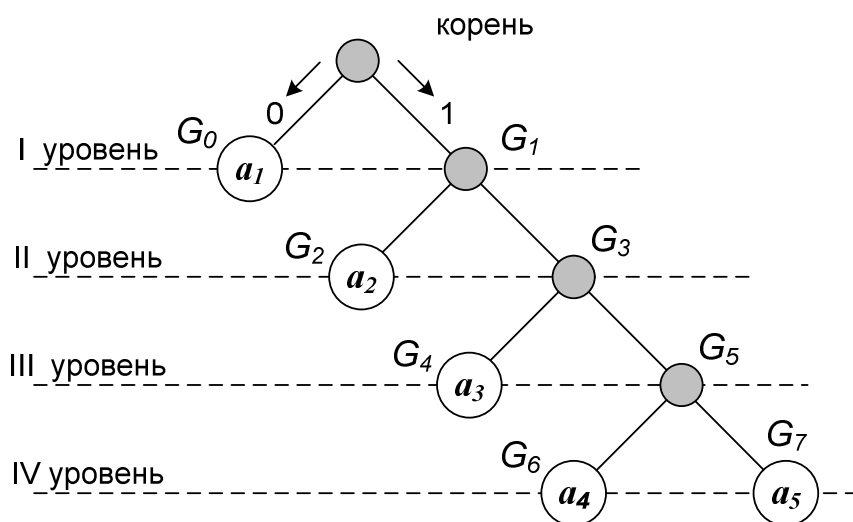 корень
0 1
I уровень G0 a1 G1
II уровень G2 a2 G3
III уровень G4 a3 G5
IV уровень G6 a4 G7 a5